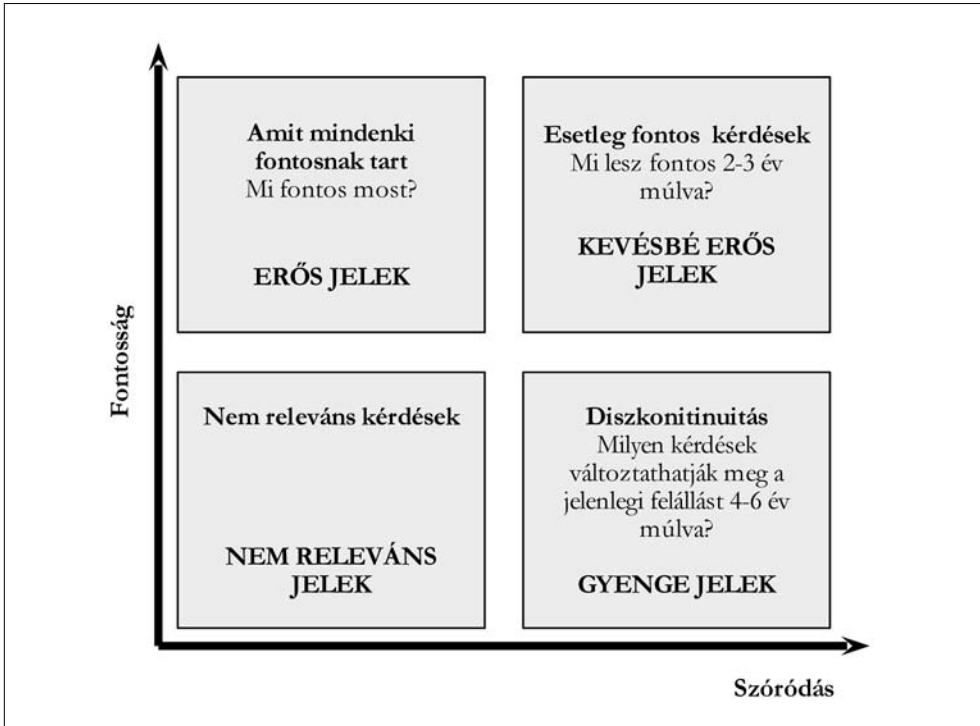 Amit mindenki
fontosnak tart
Mi fontos most?
ERŐS JELEK
Esetleg fontos kérdések
Mi lesz fontos 2-3 év
múlva?
KEVÉSBÉ ERŐS
JELEK
Fontosság
Nem releváns kérdések
NEM RELEVÁNS
JELEK
Diszkonitinuitás
Milyen kérdések
változtathatják meg a
jelenlegi felállást 4-6 év
múlva?
GYENGE JELEK
Szóródás